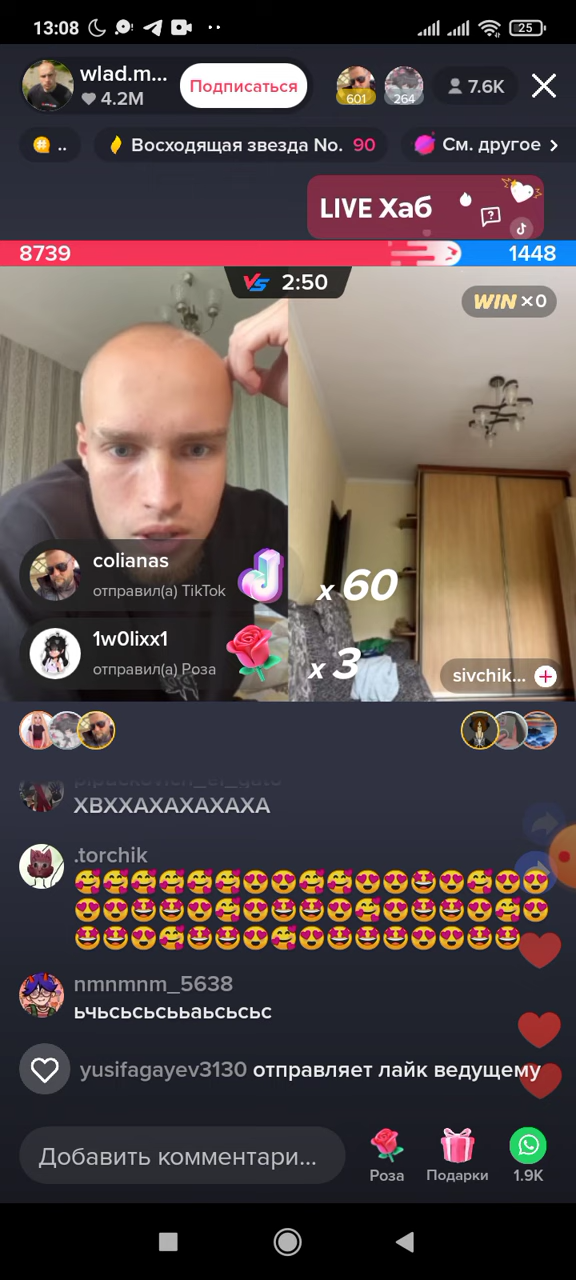 13:08
25
wlad.m...
4.2M
Подписаться
601
264
7.6K
..
Восходящая звезда No. 90
См. другое
LIVE Хаб
8739
1448
VS 2:50
WIN ×0
colianas
отправил(а) TikTok
x 60
1w0lixx1
отправил(а) Роза
x 3
sivchik...
ХВХХАХАХАХАХА
.torchik
nmnmnm_5638
ьчьсьсьсььаьсьсьс
yusifagayev3130 отправляет лайк ведущему
Добавить комментари...
Роза
Подарки
1.9K